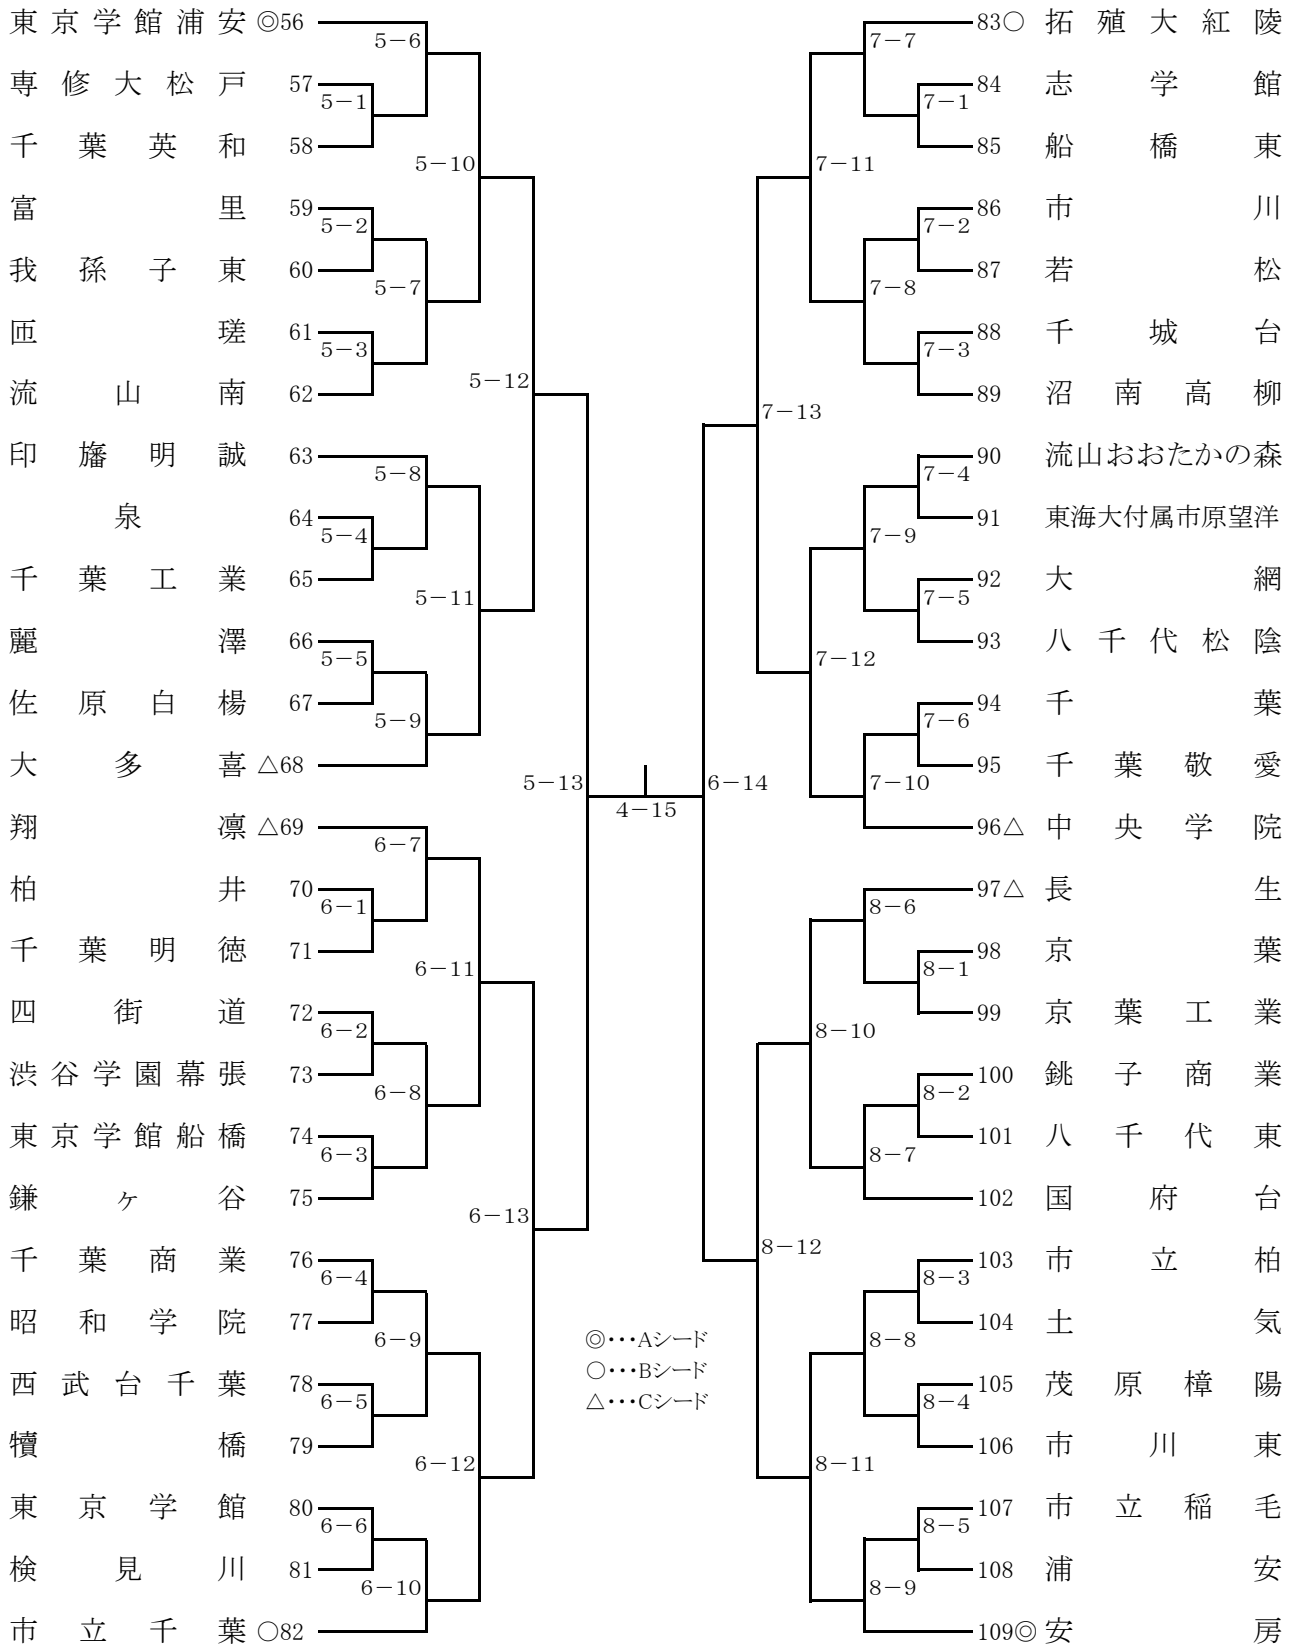 東京学館浦安 ◎56
5－6
専修大松戸 57
5－1
千葉英和 58
5－10
富里 59
5－2
我孫子東 60
5－7
匝瑳 61
5－3
流山南 62
5－12
印旛明誠 63
5－8
泉 64
5－4
千葉工業 65
5－11
麗澤 66
5－5
佐原白楊 67
5－9
大多喜 △68
5－13
翔凛 △69
6－7
柏井 70
6－1
千葉明徳 71
6－11
四街道 72
6－2
渋谷学園幕張 73
6－8
東京学館船橋 74
6－3
鎌ヶ谷 75
6－13
千葉商業 76
6－4
昭和学院 77
6－9
西武台千葉 78
6－5
犢橋 79
6－12
東京学館 80
6－6
検見川 81
6－10
市立千葉 ○82
4－15
◎・・・Aシード
○・・・Bシード
△・・・Cシード
83○ 拓殖大紅陵
7－7
84 志学館
7－1
85 船橋東
7－11
86 市川
7－2
87 若松
7－8
88 千城台
7－3
89 沼南高柳
7－13
90 流山おおたかの森
7－4
91 東海大付属市原望洋
7－9
92 大網
7－5
93 八千代松陰
7－12
94 千葉
7－6
95 千葉敬愛
7－10
6－14
96△ 中央学院
97△ 長生
8－6
98 京葉
8－1
99 京葉工業
8－10
100 銚子商業
8－2
101 八千代東
8－7
102 国府台
8－12
103 市立柏
8－3
104 土気
8－8
105 茂原樟陽
8－4
106 市川東
8－11
107 市立稲毛
8－5
108 浦安
8－9
109◎ 安房